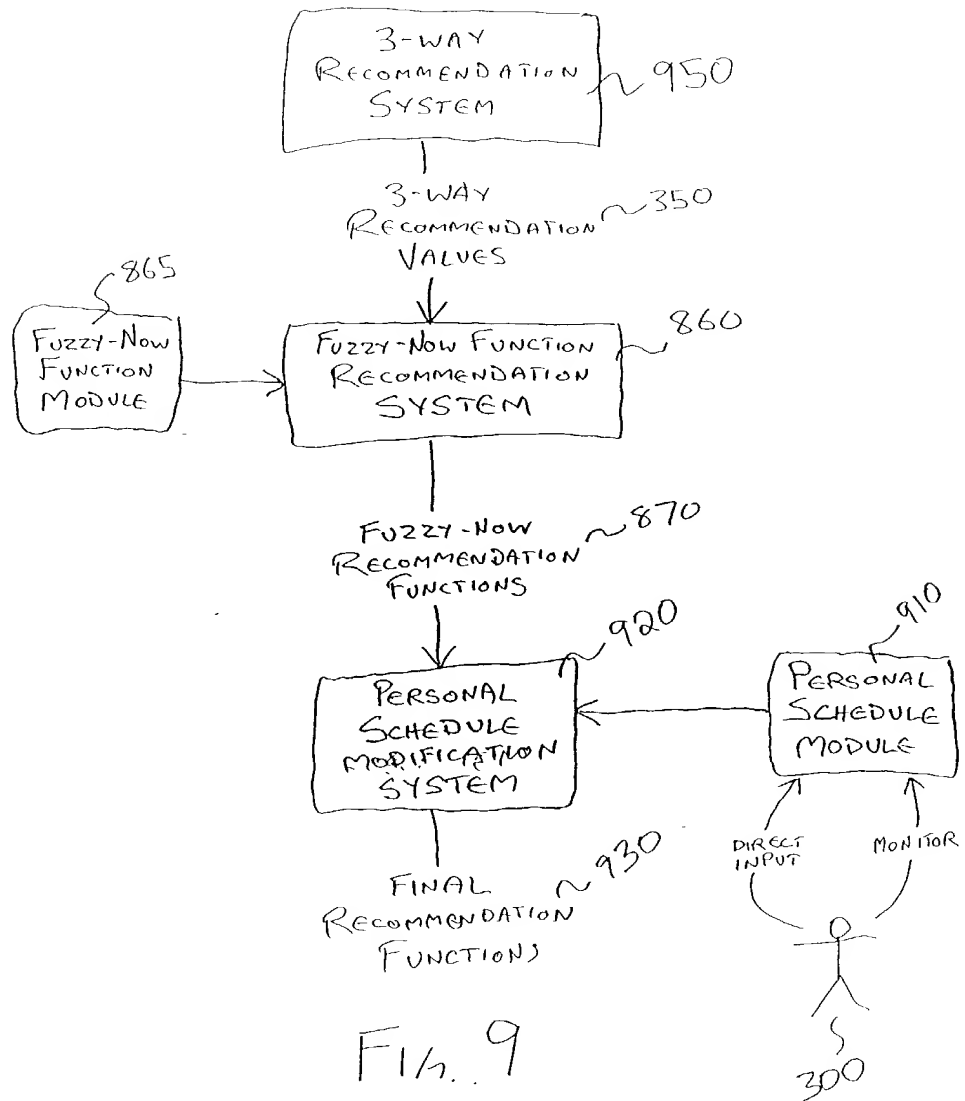 3-WAY
RECOMMENDATION
SYSTEM
950
3-WAY
RECOMMENDATION
VALUES
350
865
FUZZY-NOW
FUNCTION
MODULE
FUZZY-NOW FUNCTION
RECOMMENDATION
SYSTEM
860
FUZZY-NOW
RECOMMENDATION
FUNCTIONS
870
920
PERSONAL
SCHEDULE
MODIFICATION
SYSTEM
910
PERSONAL
SCHEDULE
MODULE
DIRECT
INPUT
MONITOR
FINAL
RECOMMENDATION
FUNCTIONS
930
300
FIG. 9